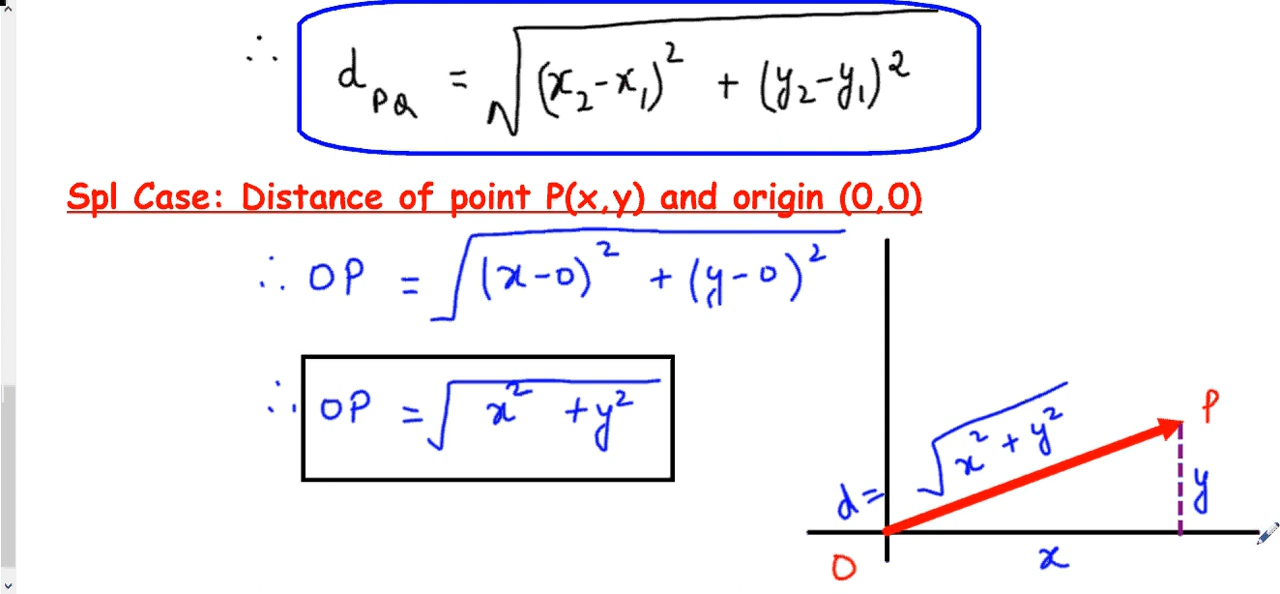 ∴ d_PQ = √((x₂-x₁)² + (y₂-y₁)²)
Spl Case: Distance of point P(x,y) and origin (0,0)
∴ OP = √((x-0)² + (y-0)²)
∴ OP = √(x² + y²)
d = √(x² + y²)
P
y
O
x